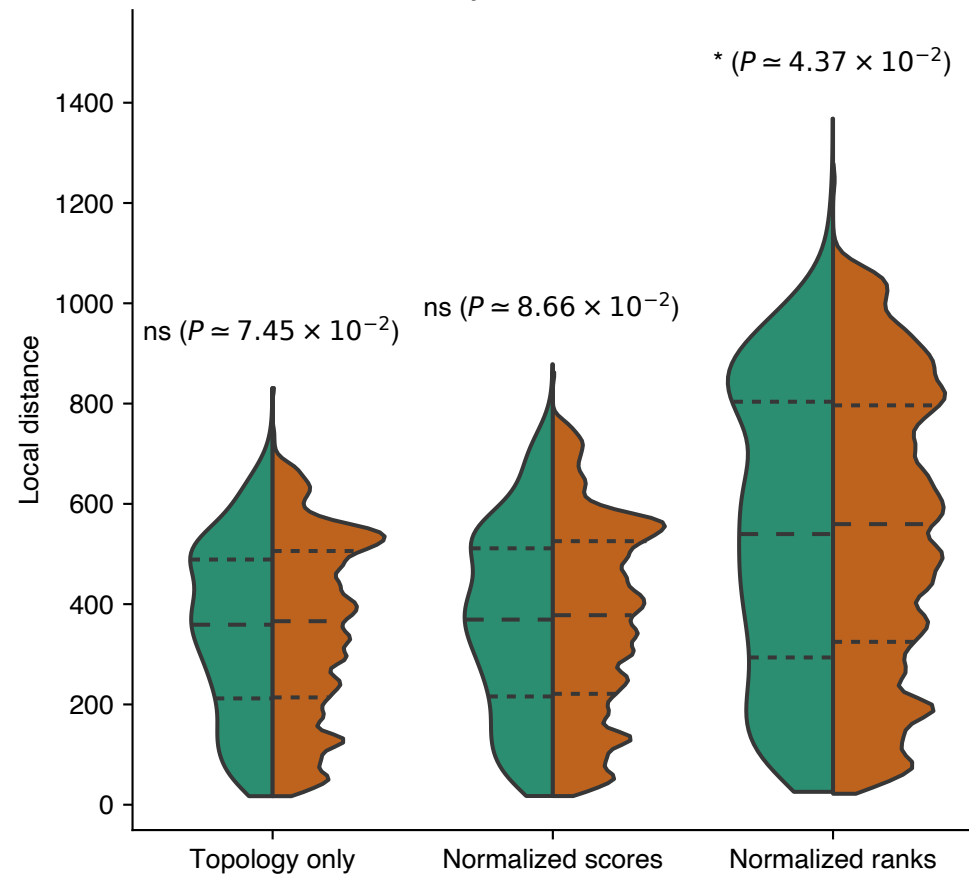 * (P ≃ 4.37 × 10⁻²)
1400
1200
1000
ns (P ≃ 8.66 × 10⁻²)
ns (P ≃ 7.45 × 10⁻²)
800
600
400
200
0
Local distance
Topology only
Normalized scores
Normalized ranks